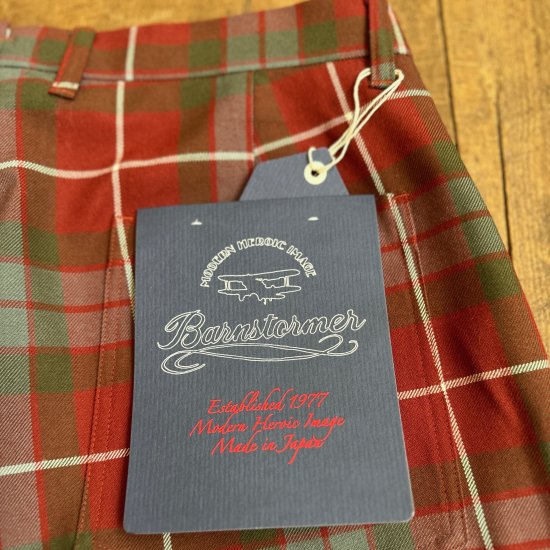 MODERN HEROIC IMAGE
Barnstormer
Established 1977
Modern Heroic Image
Made in Japan